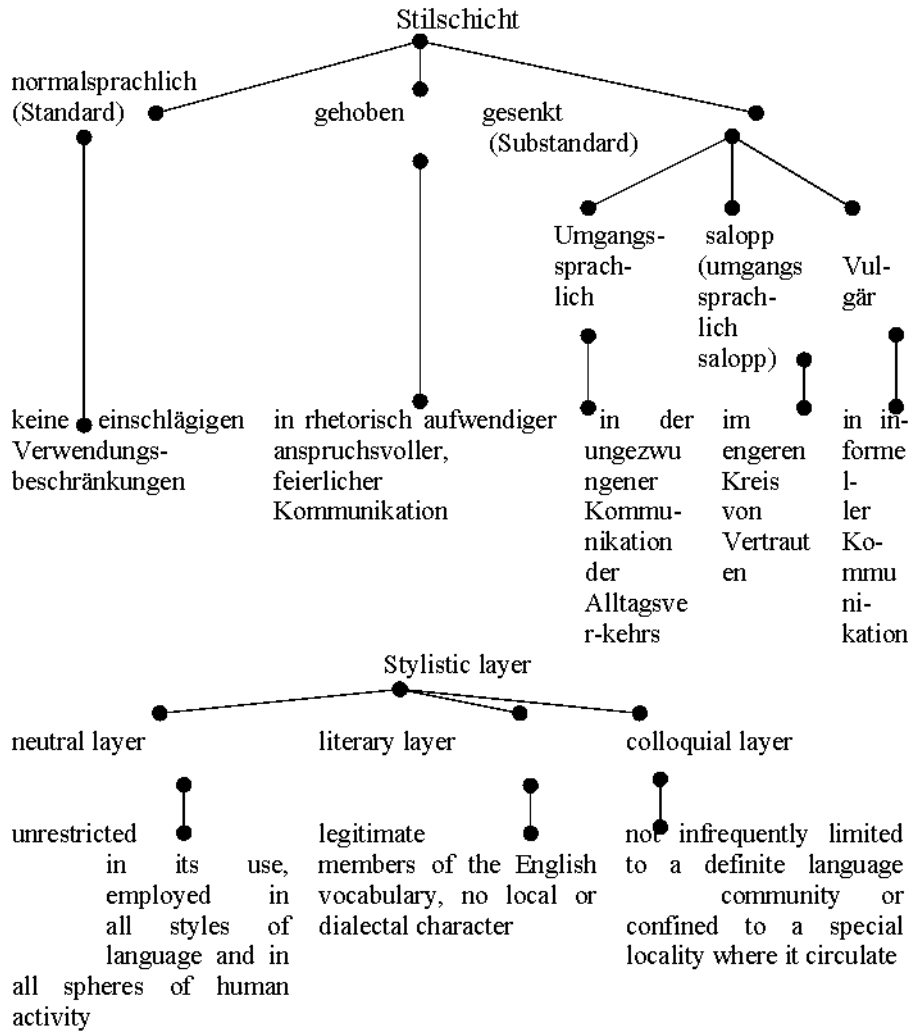 Stilschicht
normalsprachlich
(Standard)
gehoben
gesenkt
(Substandard)
Umgangs-
sprach-
lich
salopp
(umgangs
sprach-
lich
salopp)
Vul-
gär
keine einschlägigen
Verwendungs-
beschränkungen
in rhetorisch aufwendiger
anspruchsvoller,
feierlicher
Kommunikation
in der
ungezwu
ngener
Kommu-
nikation
der
Alltagsve
r-kehrs
im
engeren
Kreis
von
Vertraut
en
in in-
forme
l-
ler
Ko-
mmu
ni-
kation
Stylistic layer
neutral layer
literary layer
colloquial layer
unrestricted
in its use,
employed in
all styles of
language and in
all spheres of human
activity
legitimate
members of the English
vocabulary, no local or
dialectal character
not infrequently limited
to a definite language
community or
confined to a special
locality where it circulate